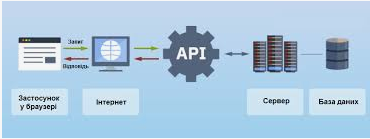 Запит
Відповідь
API
Застосунок
у браузері
Інтернет
Сервер
База даних